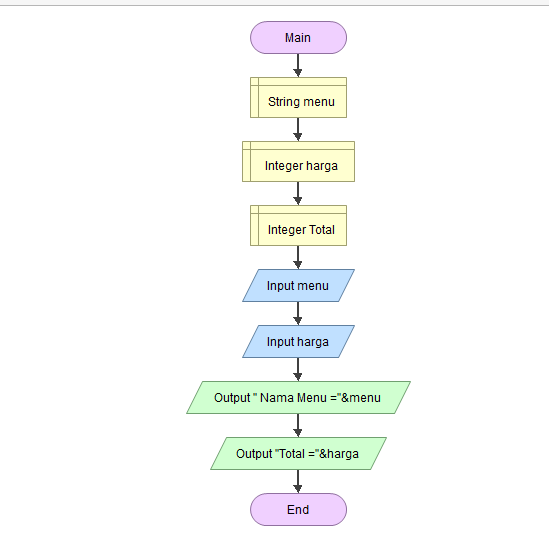 Main
String menu
Integer harga
Integer Total
Input menu
Input harga
Output " Nama Menu ="&menu
Output "Total ="&harga
End